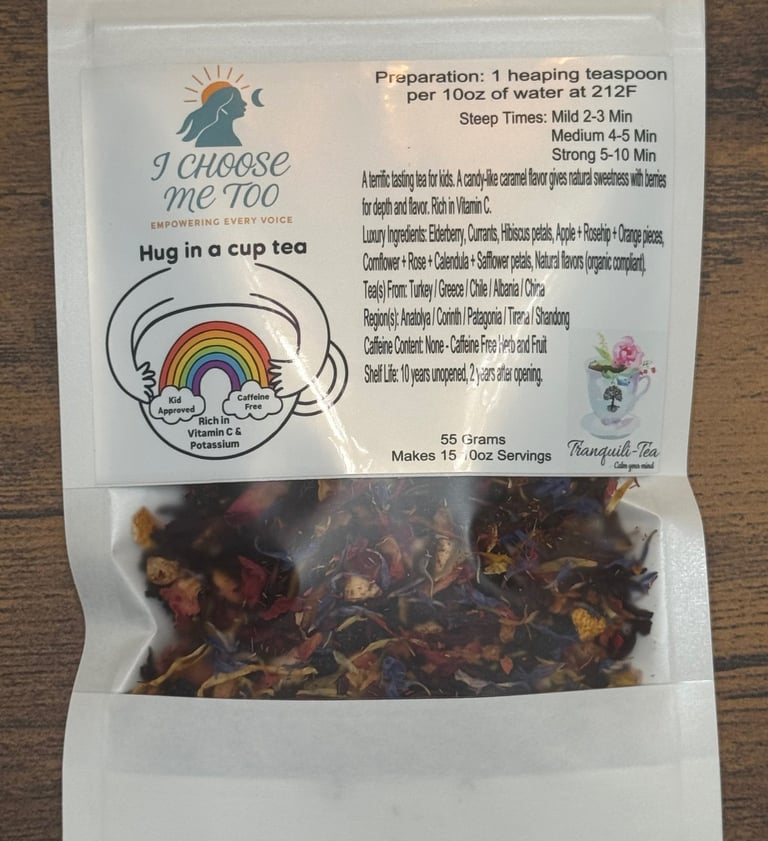 I CHOOSE
ME TOO
EMPOWERING EVERY VOICE
Hug in a cup tea
Kid
Approved
Caffeine
Free
Rich in
Vitamin C &
Potassium
Preparation: 1 heaping teaspoon
per 10oz of water at 212F
Steep Times: Mild 2-3 Min
Medium 4-5 Min
Strong 5-10 Min
A terrific tasting tea for kids. A candy-like caramel flavor gives natural sweetness with berries
for depth and flavor. Rich in Vitamin C.
Luxury Ingredients: Elderberry, Currants, Hibiscus petals, Apple + Rosehip + Orange pieces,
Cornflower + Rose + Calendula + Safflower petals, Natural flavors (organic compliant).
Tea(s) From: Turkey / Greece / Chile / Albania / China
Region(s): Anatolya / Corinth / Patagonia / Tirana / Shandong
Caffeine Content: None - Caffeine Free Herb and Fruit
Shelf Life: 10 years unopened, 2 years after opening.
55 Grams
Makes 15 10oz Servings
Tranquili-Tea
Calm your mind